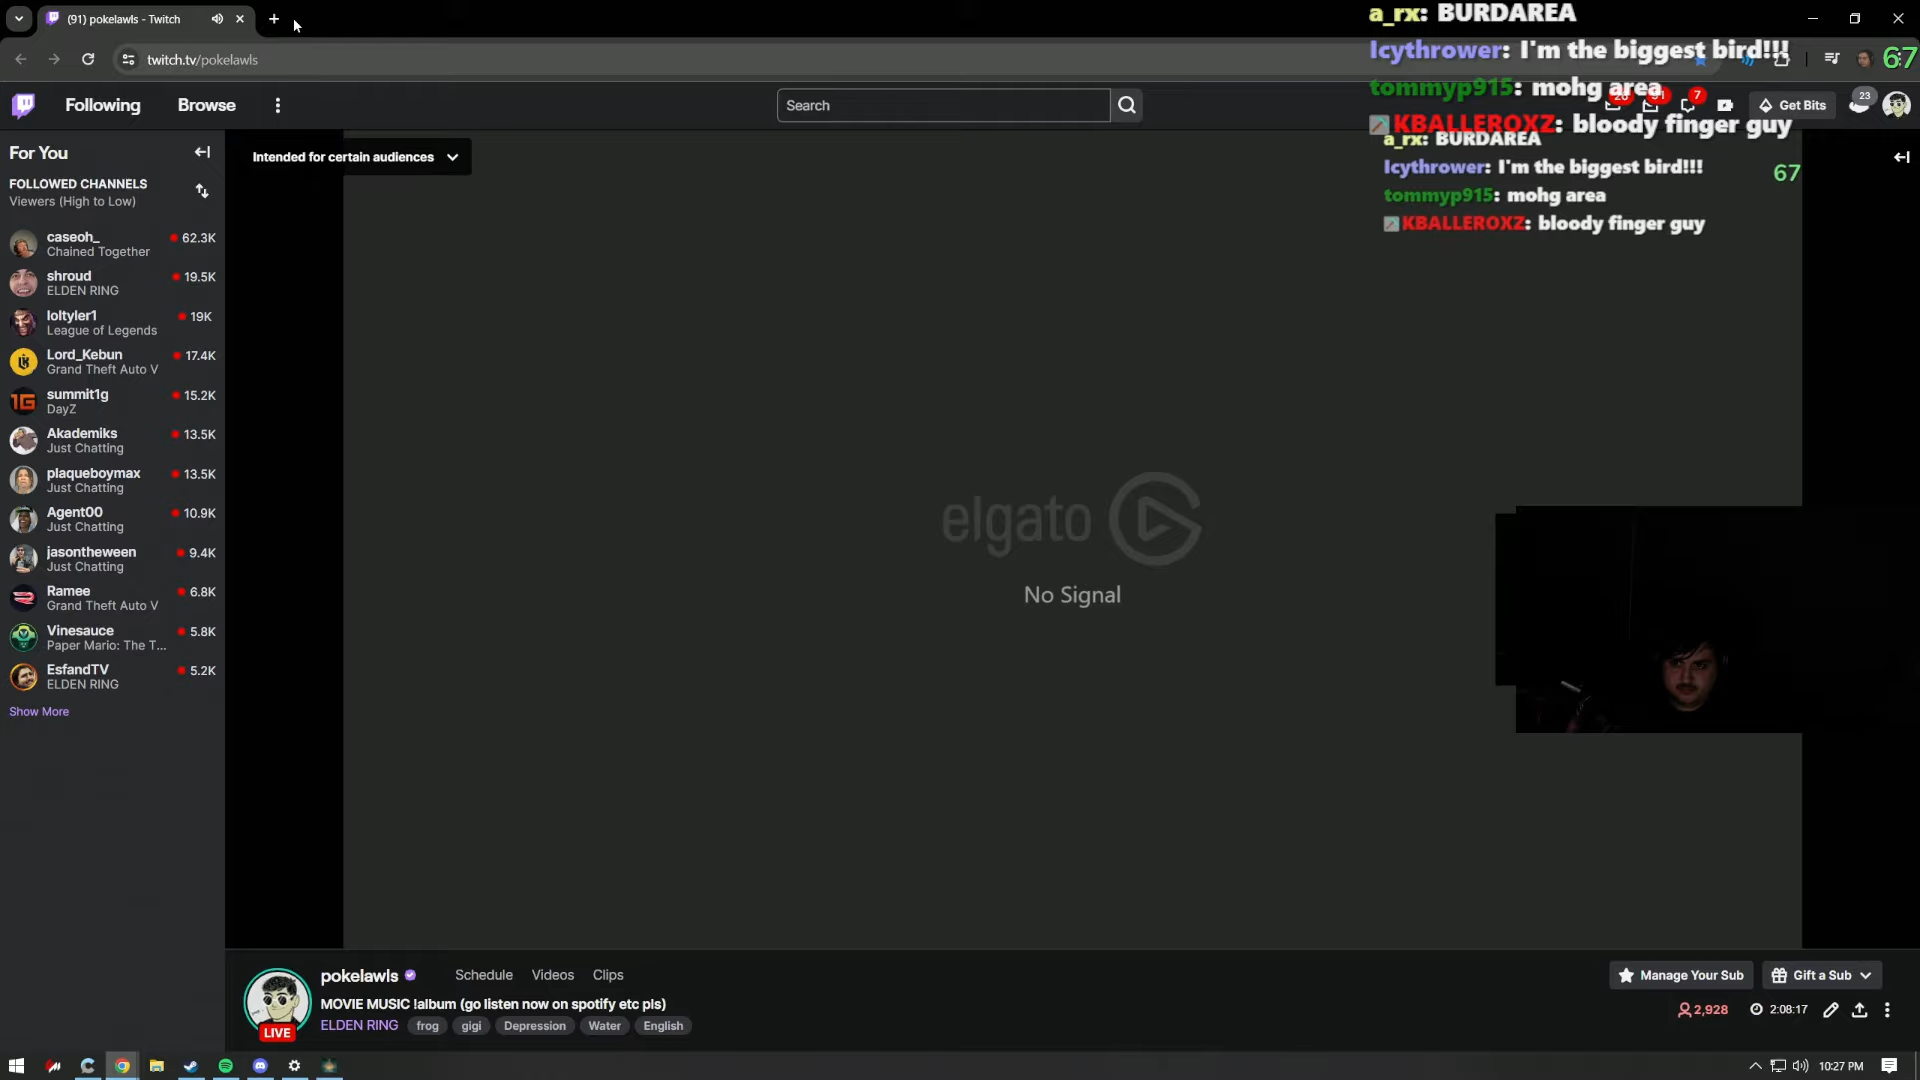 (91) pokelawls - Twitch
twitch.tv/pokelawls
a_rx: BURDAREA
Icythrower: I'm the biggest bird!!!
tommyp915: mohg area
KBALLEROXZ: bloody finger guy
67
Following
Browse
Search
7
Get Bits
23
a_rx: BURDAREA
Icythrower: I'm the biggest bird!!!
67
tommyp915: mohg area
KBALLEROXZ: bloody finger guy
For You
Intended for certain audiences
FOLLOWED CHANNELS
Viewers (High to Low)
caseoh_ 62.3K
Chained Together
shroud 19.5K
ELDEN RING
loltyler1 19K
League of Legends
Lord_Kebun 17.4K
Grand Theft Auto V
summit1g 15.2K
DayZ
Akademiks 13.5K
Just Chatting
plaqueboymax 13.5K
Just Chatting
Agent00 10.9K
Just Chatting
jasontheween 9.4K
Just Chatting
Ramee 6.8K
Grand Theft Auto V
Vinesauce 5.8K
Paper Mario: The T...
EsfandTV 5.2K
ELDEN RING
Show More
elgato
No Signal
pokelawls
Schedule
Videos
Clips
Manage Your Sub
Gift a Sub
MOVIE MUSIC !album (go listen now on spotify etc pls)
LIVE
ELDEN RING
frog
gigi
Depression
Water
English
2,928
2:08:17
10:27 PM